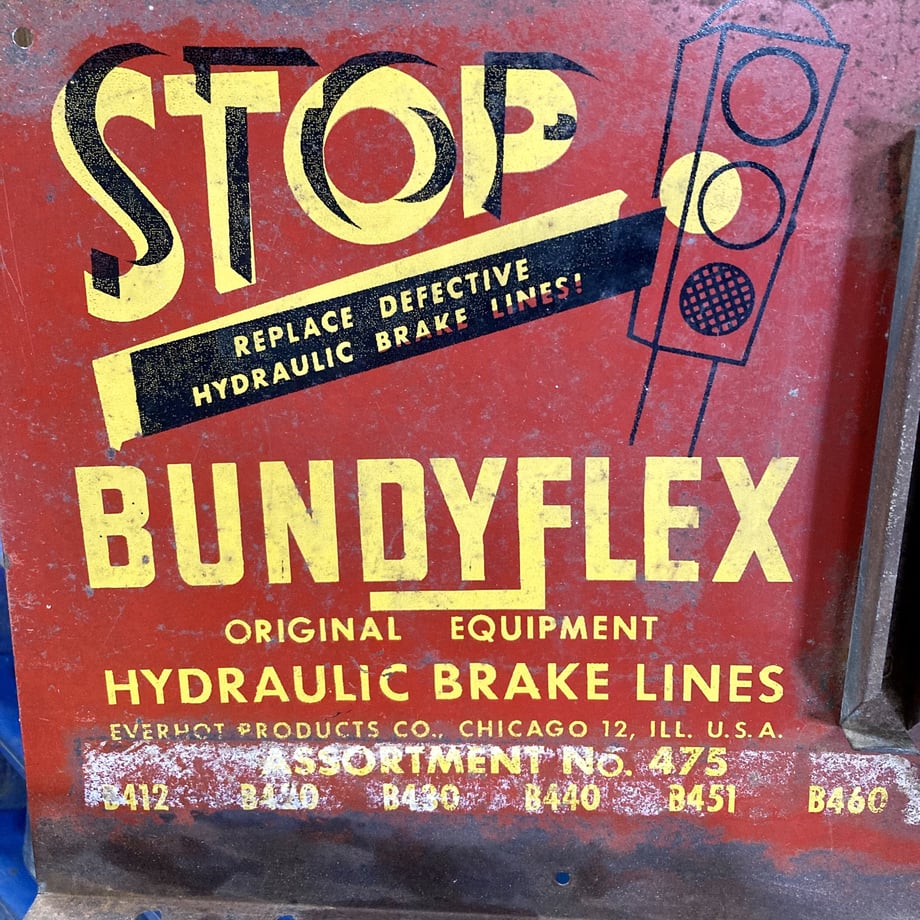 STOP
REPLACE DEFECTIVE
HYDRAULIC BRAKE LINES!
BUNDYFLEX
ORIGINAL EQUIPMENT
HYDRAULIC BRAKE LINES
EVERHOT PRODUCTS CO., CHICAGO 12, ILL. U.S.A.
ASSORTMENT No. 475
B412 B420 B430 B440 B451 B460